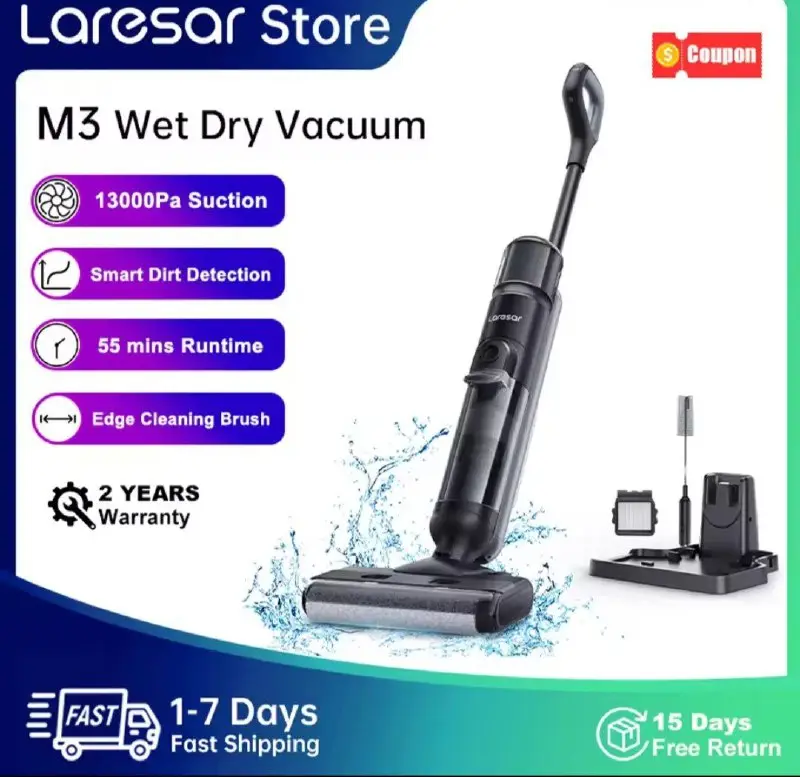 Laresar Store
Coupon
M3 Wet Dry Vacuum
13000Pa Suction
Smart Dirt Detection
55 mins Runtime
Edge Cleaning Brush
2 YEARS
Warranty
Laresar
FAST
1-7 Days
Fast Shipping
15 Days
Free Return